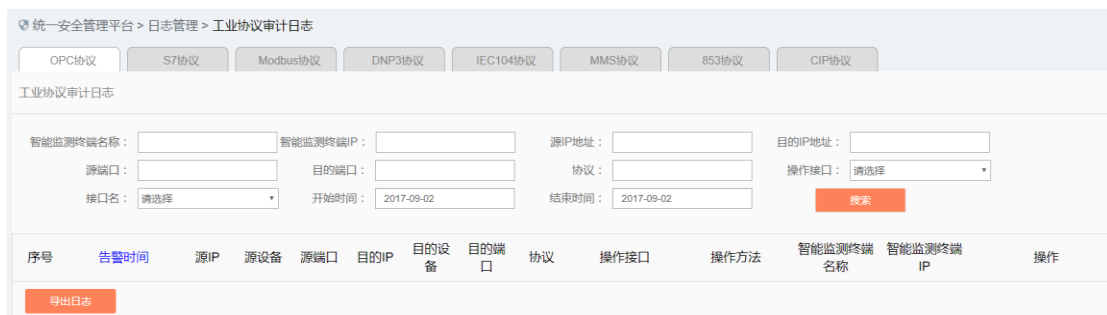 统一安全管理平台 > 日志管理 > 工业协议审计日志
OPC协议 S7协议 Modbus协议 DNP3协议 IEC104协议 MMS协议 853协议 CIP协议
工业协议审计日志
智能监测终端名称： 智能监测终端IP： 源IP地址： 目的IP地址：
源端口： 目的端口： 协议： 操作接口： 请选择
接口名： 请选择 开始时间： 2017-09-02 结束时间： 2017-09-02 搜索
序号 告警时间 源IP 源设备 源端口 目的IP 目的设备 目的端口 协议 操作接口 操作方法 智能监测终端名称 智能监测终端IP 操作
导出日志